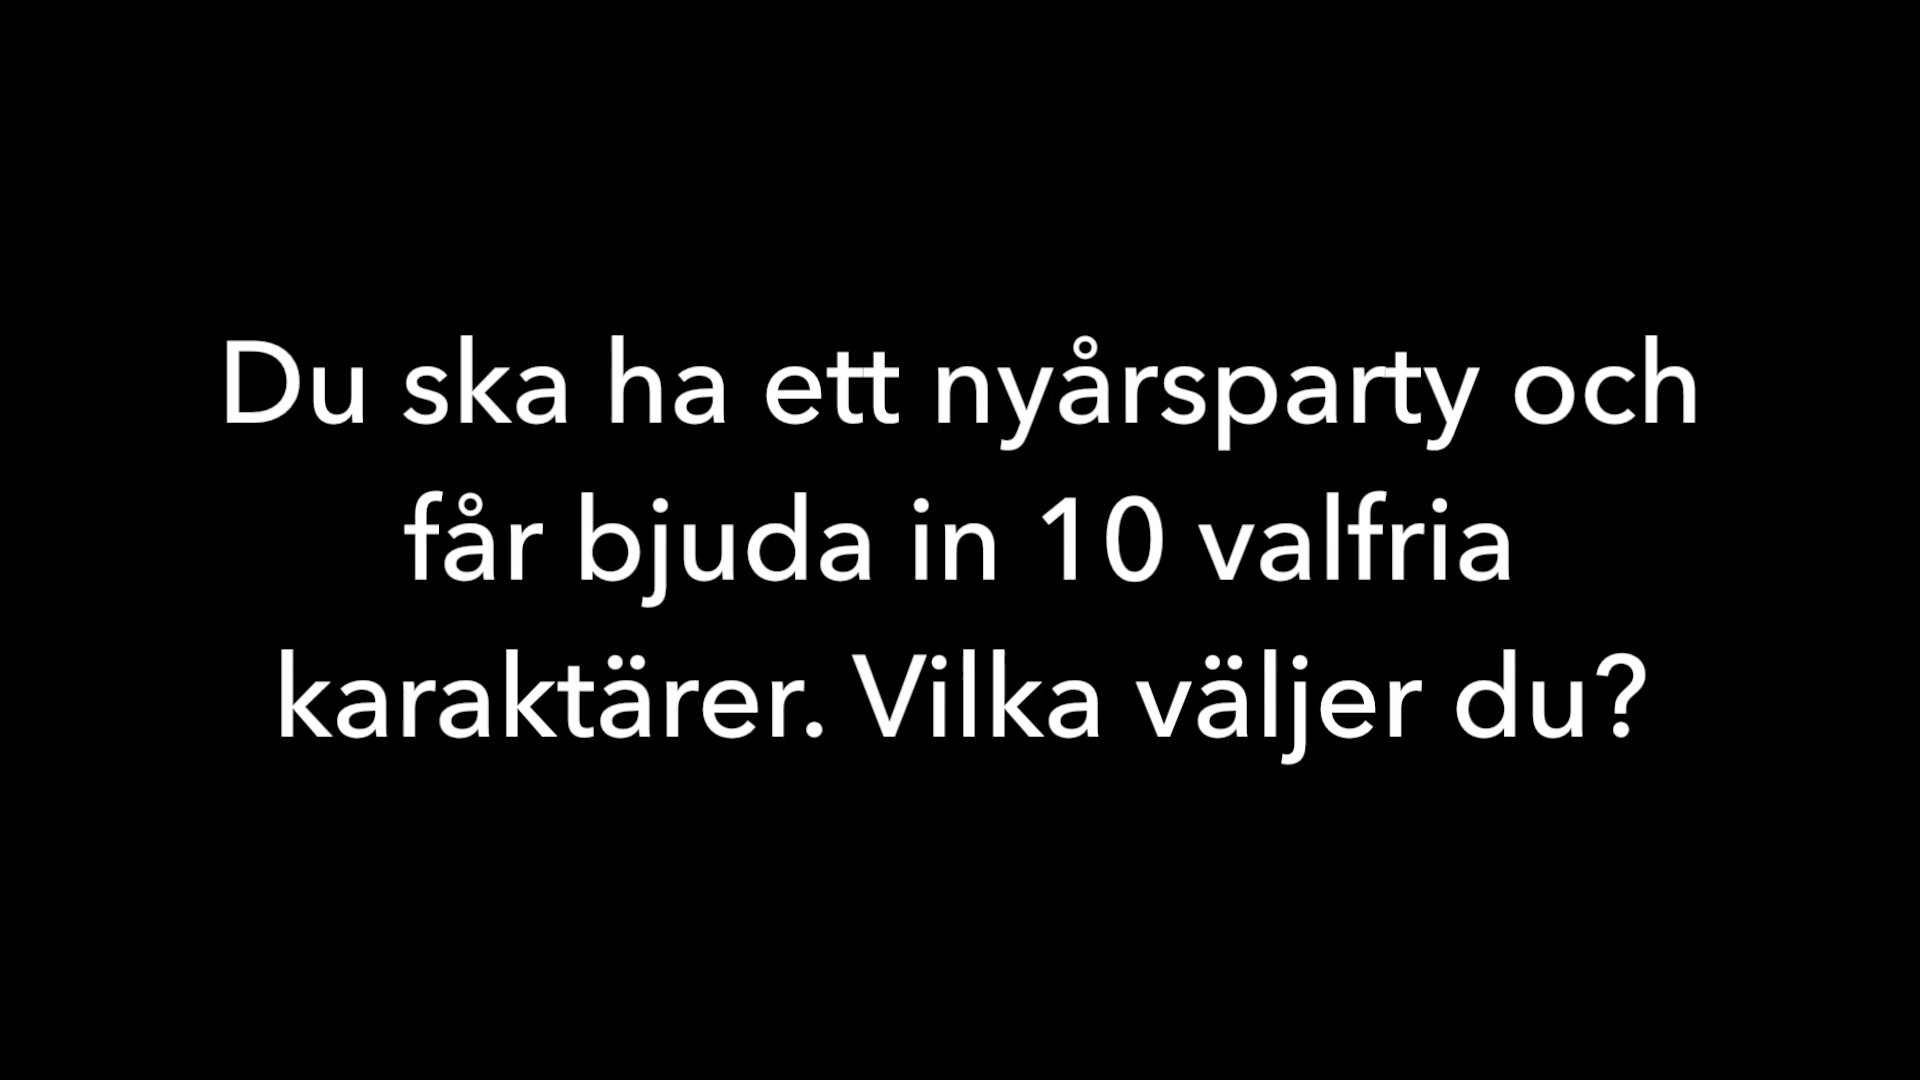 Du ska ha ett nyårsparty och
får bjuda in 10 valfria
karaktärer. Vilka väljer du?